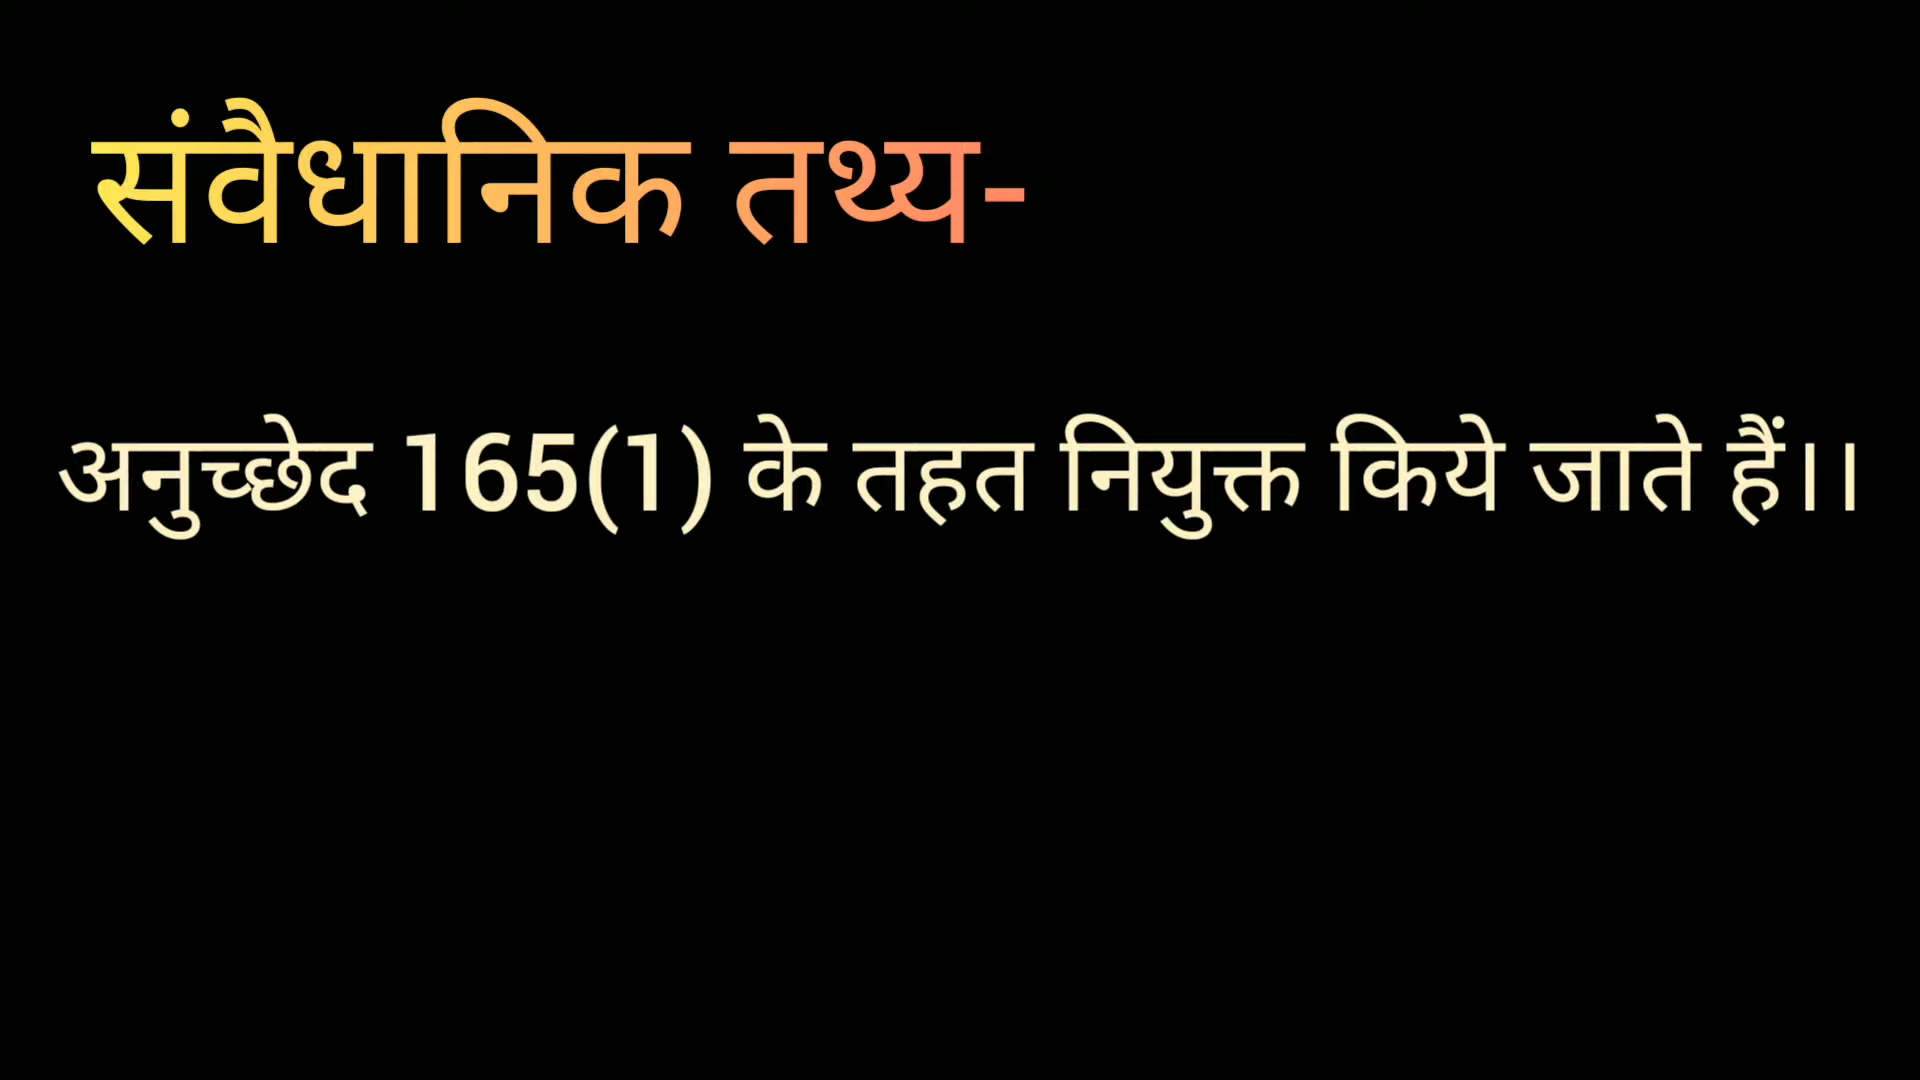 संवैधानिक तथ्य-
अनुच्छेद 165(1) के तहत नियुक्त किये जाते हैं।।